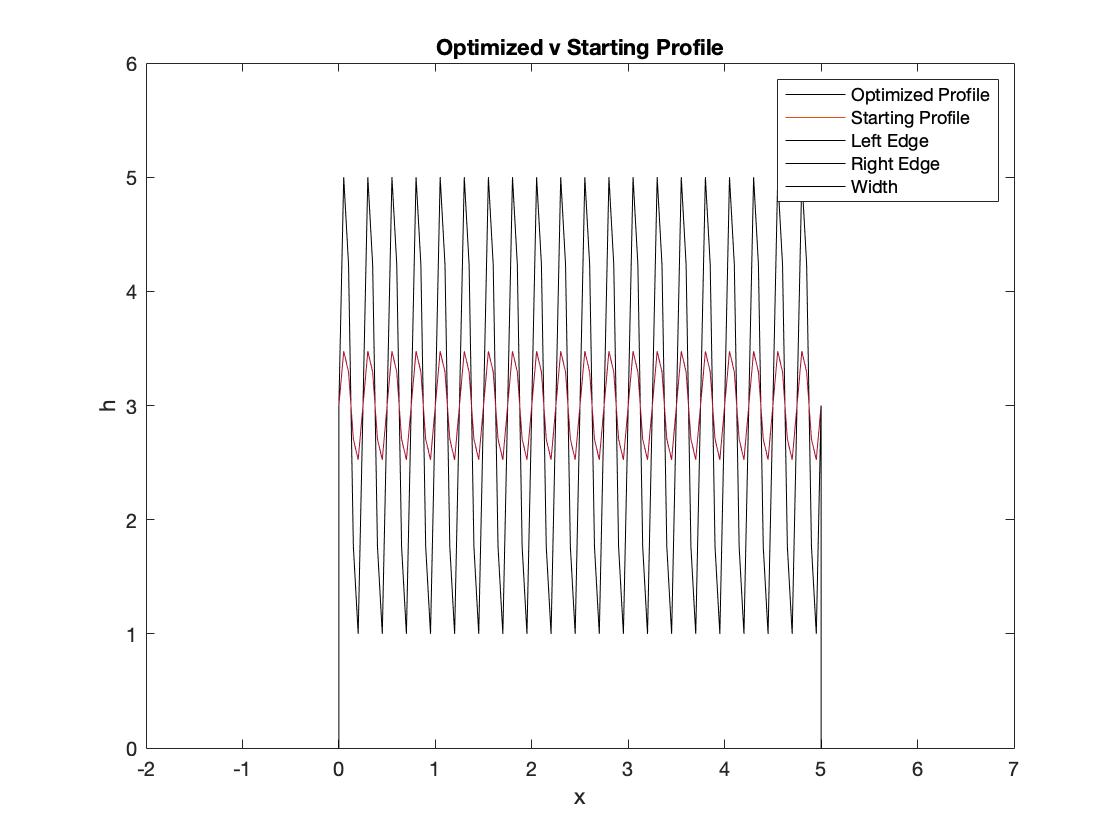 Optimized v Starting Profile
Optimized Profile
Starting Profile
Left Edge
Right Edge
Width
6
5
4
3
2
1
0
h
-2 -1 0 1 2 3 4 5 6 7
x